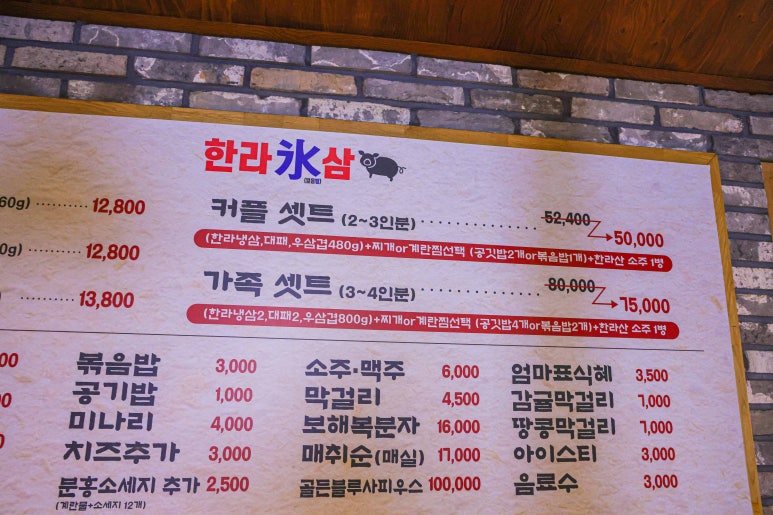 한라氷삼
60g) ·········· 12,800
커플 셋트 (2~3인분) ·············· 52,400
50,000
(한라냉삼,대패,우삼겹480g)+찌개or계란찜선택 (공깃밥2개or볶음밥1개)+한라산 소주 1병
0g) ·········· 12,800
가족 셋트 (3~4인분) ·············· 80,000
75,000
(한라냉삼2,대패2,우삼겹800g)+찌개or계란찜선택 (공깃밥4개or볶음밥2개)+한라산 소주 1병
) ·········· 13,800
볶음밥 3,000
공기밥 1,000
미나리 4,000
치즈추가 3,000
분홍소세지 추가 2,500
(계란물+소세지 12개)
소주·맥주 6,000
막걸리 4,500
보해복분자 16,000
매취순(매실) 17,000
골든블루사피우스 100,000
엄마표식혜 3,500
감귤막걸리 7,000
땅콩막걸리 7,000
아이스티 3,000
음료수 3,000